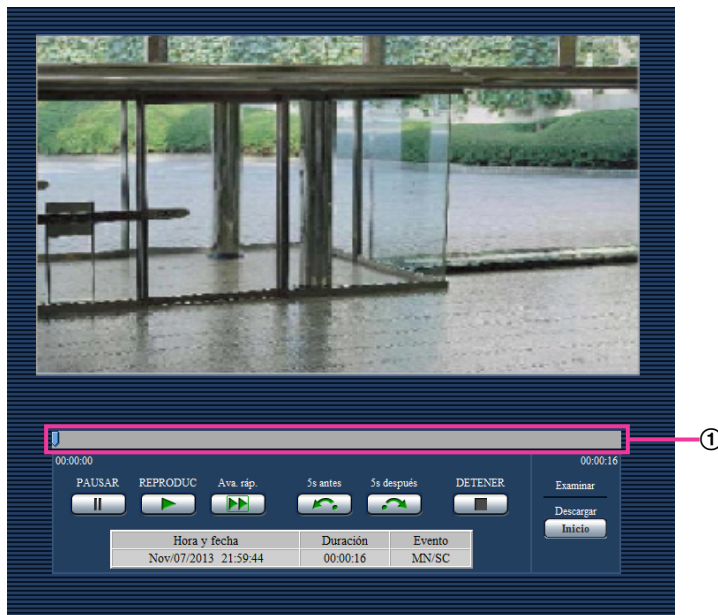 ①
00:00:00 00:00:16
PAUSAR REPRODUC Ava. ráp. 5s antes 5s después DETENER Examinar
Descargar
Inicio
Hora y fecha Duración Evento
Nov/07/2013 21:59:44 00:00:16 MN/SC